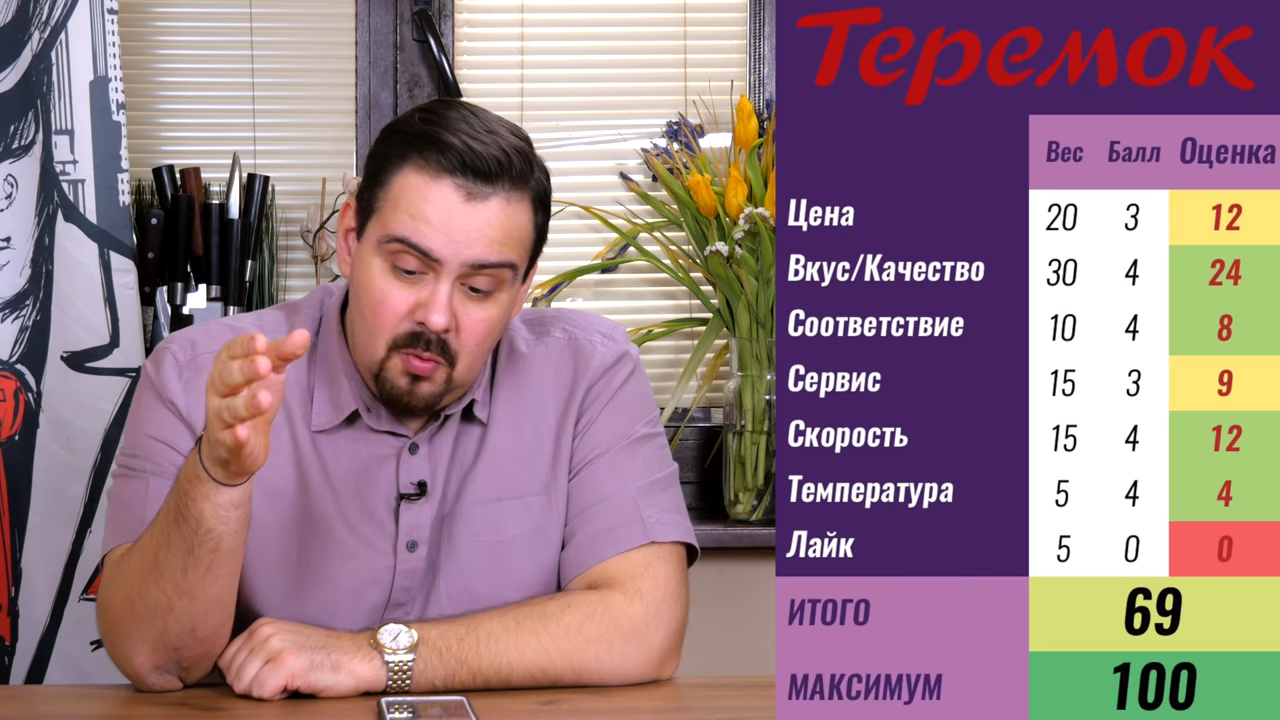 Теремок
Вес Балл Оценка
Цена 20 3 12
Вкус/Качество 30 4 24
Соответствие 10 4 8
Сервис 15 3 9
Скорость 15 4 12
Температура 5 4 4
Лайк 5 0 0
ИТОГО 69
МАКСИМУМ 100